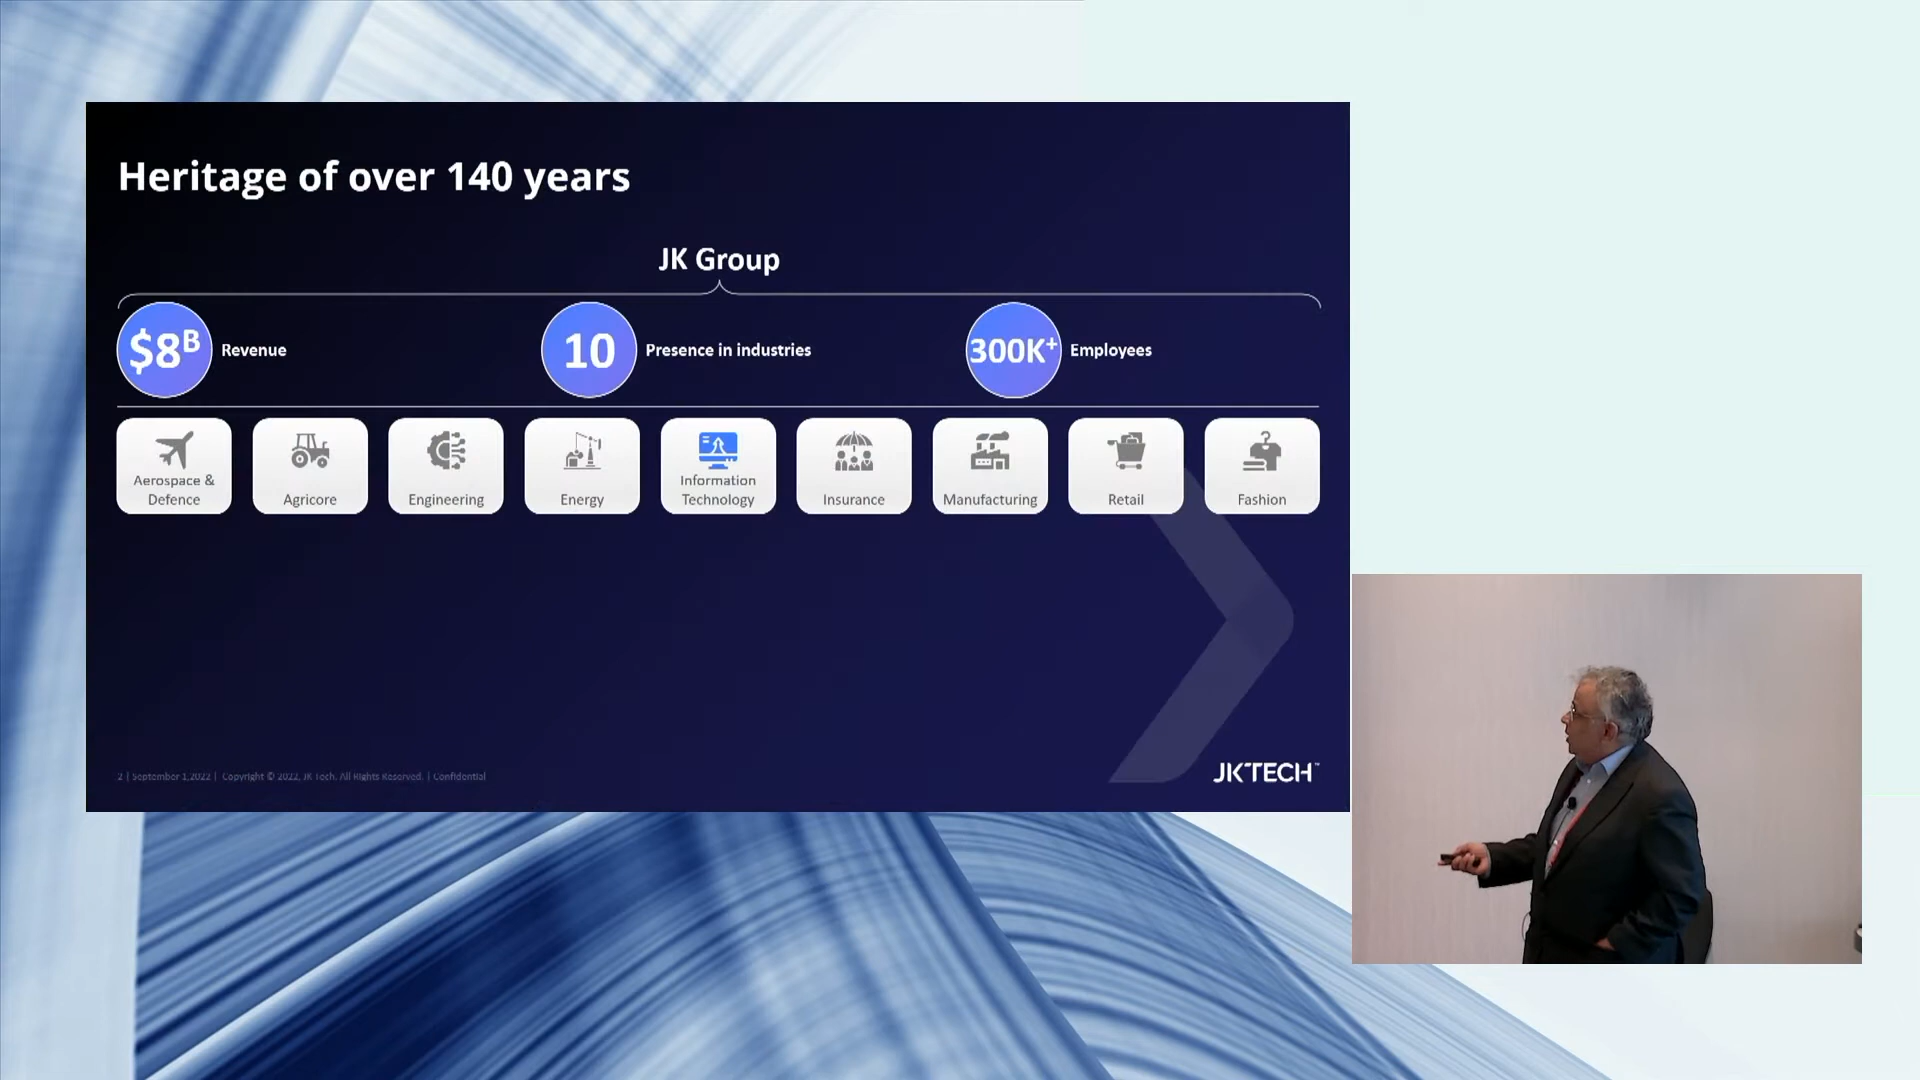 Heritage of over 140 years
JK Group
$8B Revenue
10 Presence in industries
300K+ Employees
Aerospace &
Defence
Agricore
Engineering
Energy
Information
Technology
Insurance
Manufacturing
Retail
Fashion
2 | September 1,2022 | Copyright © 2022, JK Tech. All Rights Reserved. | Confidential
JKTECH™